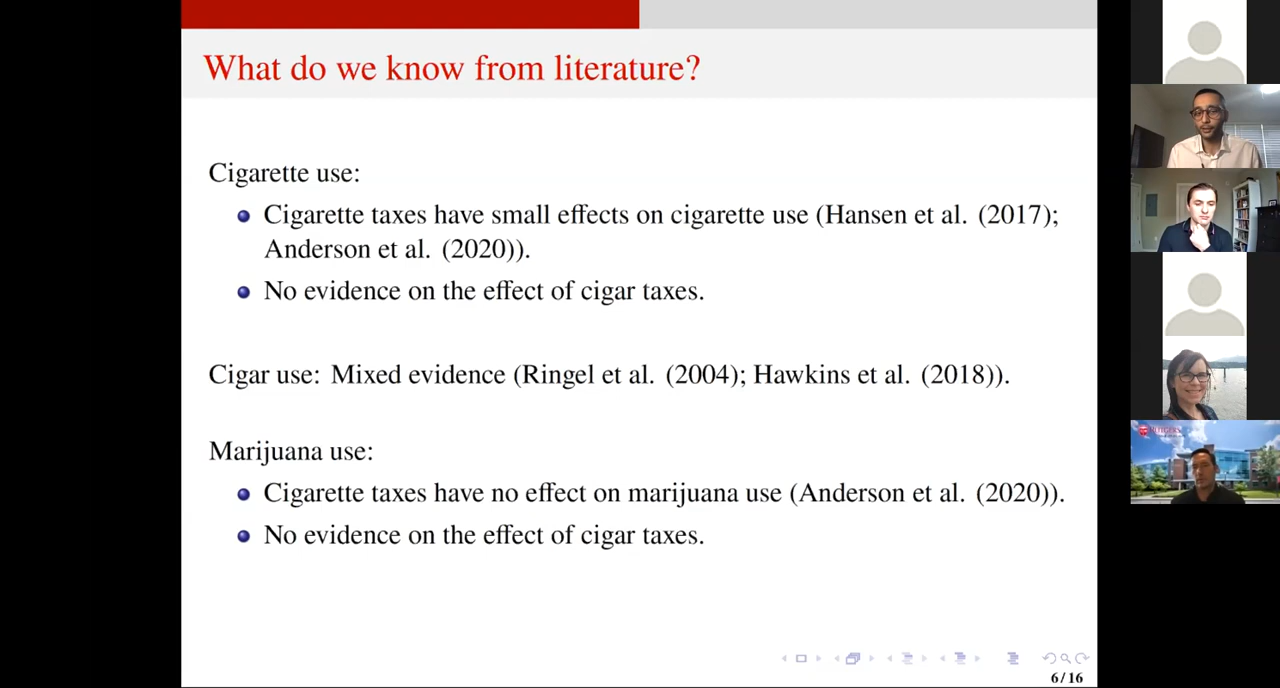 What do we know from literature?
Cigarette use:
Cigarette taxes have small effects on cigarette use (Hansen et al. (2017);
Anderson et al. (2020)).
No evidence on the effect of cigar taxes.
Cigar use: Mixed evidence (Ringel et al. (2004); Hawkins et al. (2018)).
Marijuana use:
Cigarette taxes have no effect on marijuana use (Anderson et al. (2020)).
No evidence on the effect of cigar taxes.
6 / 16
RUTGERS